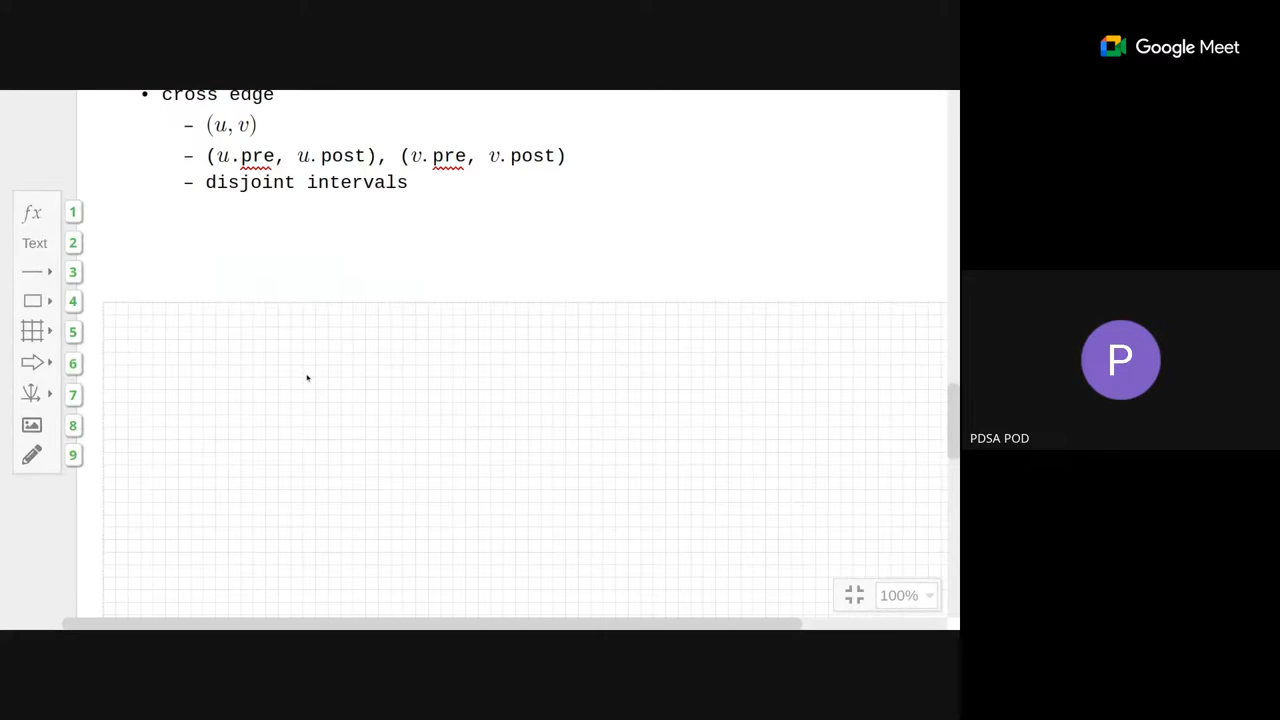 • cross edge
– (u, v)
– (u.pre, u.post), (v.pre, v.post)
– disjoint intervals
fx 1
Text 2
3
4
5
6
7
8
9
100%
Google Meet
P
PDSA POD